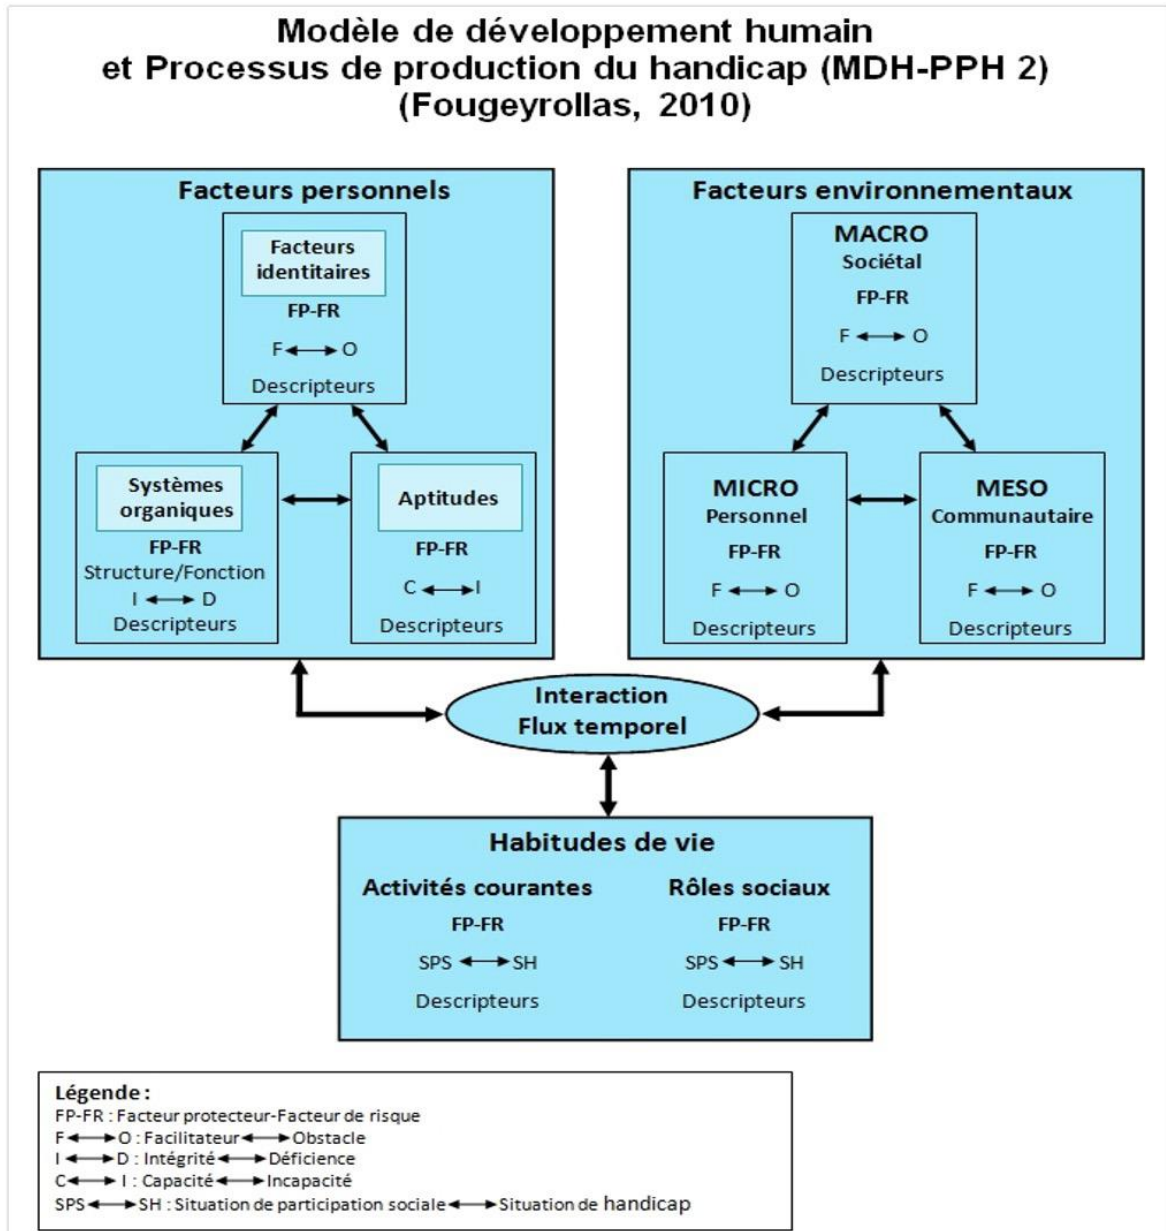 Modèle de développement humain
et Processus de production du handicap (MDH-PPH 2)
(Fougeyrollas, 2010)
Facteurs personnels
Facteurs
identitaires
FP-FR
F ↔ O
Descripteurs
Systèmes
organiques
FP-FR
Structure/Fonction
I ↔ D
Descripteurs
Aptitudes
FP-FR
C ↔ I
Descripteurs
Facteurs environnementaux
MACRO
Sociétal
FP-FR
F ↔ O
Descripteurs
MICRO
Personnel
FP-FR
F ↔ O
Descripteurs
MESO
Communautaire
FP-FR
F ↔ O
Descripteurs
Interaction
Flux temporel
Habitudes de vie
Activités courantes
FP-FR
SPS ↔ SH
Descripteurs
Rôles sociaux
FP-FR
SPS ↔ SH
Descripteurs
Légende :
FP-FR : Facteur protecteur-Facteur de risque
F ↔ O : Facilitateur ↔ Obstacle
I ↔ D : Intégrité ↔ Déficience
C ↔ I : Capacité ↔ Incapacité
SPS ↔ SH : Situation de participation sociale ↔ Situation de handicap